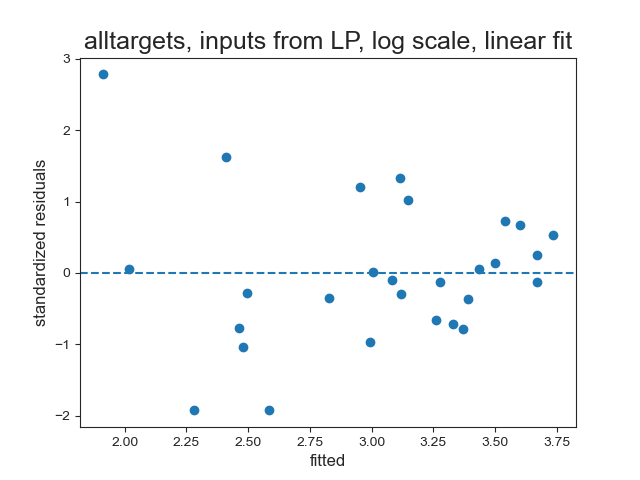 alltargets, inputs from LP, log scale, linear fit
3
2
1
0
−1
−2
standardized residuals
2.00 2.25 2.50 2.75 3.00 3.25 3.50 3.75
fitted